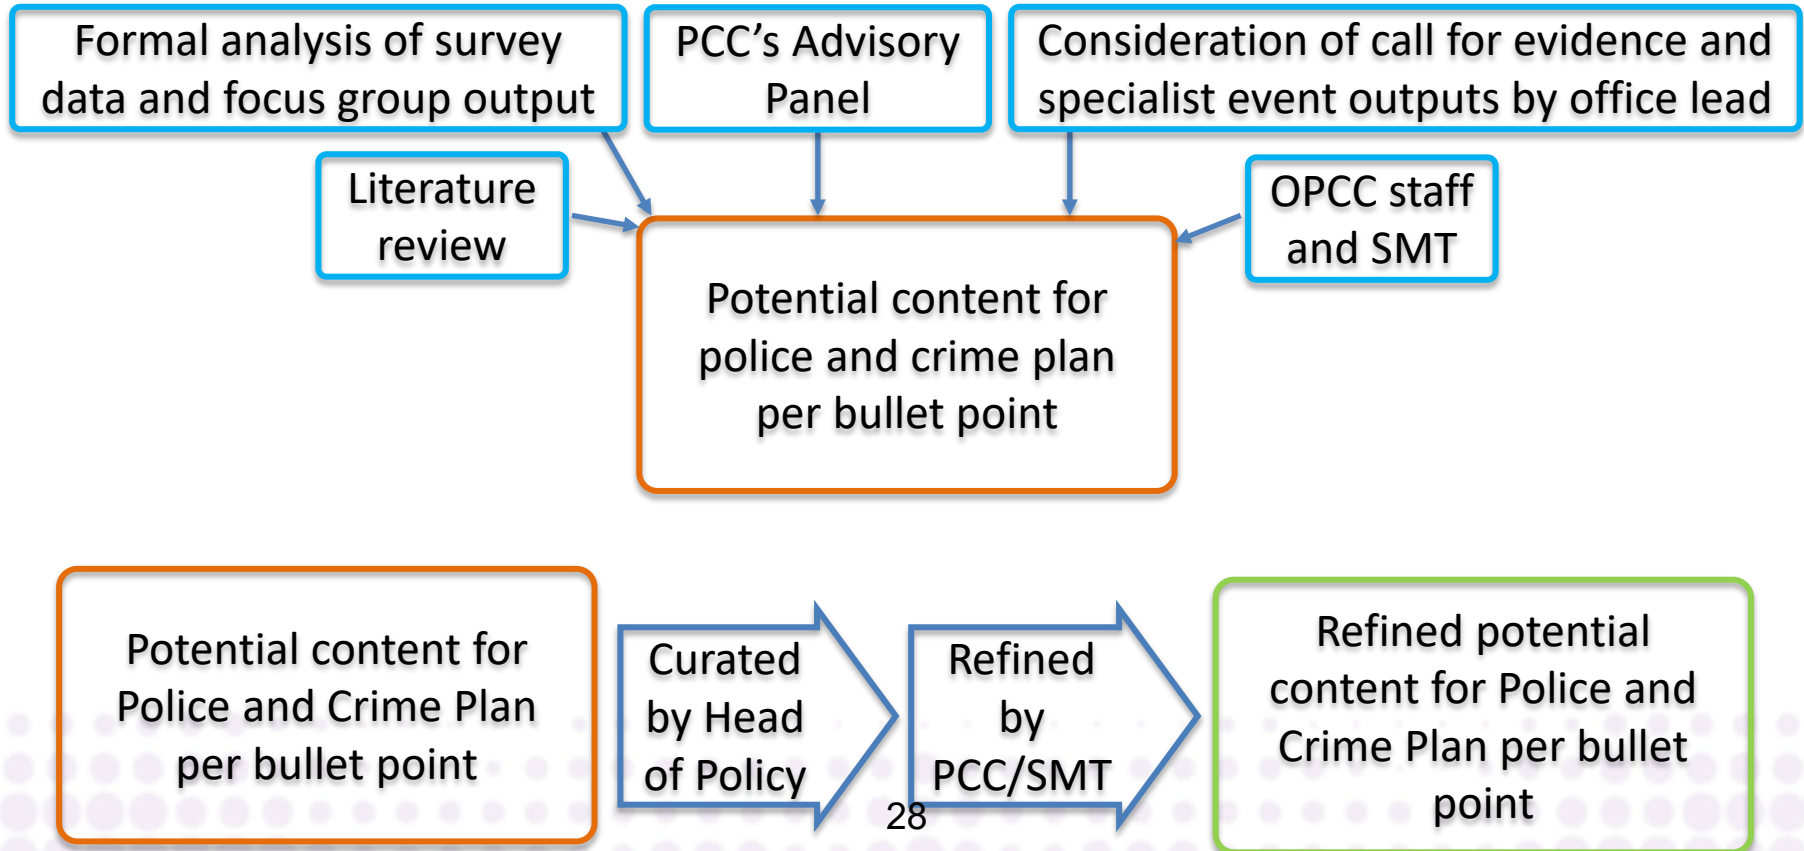 Formal analysis of survey
data and focus group output
PCC’s Advisory
Panel
Consideration of call for evidence and
specialist event outputs by office lead
Literature
review
OPCC staff
and SMT
Potential content for
police and crime plan
per bullet point
Potential content for
Police and Crime Plan
per bullet point
Curated
by Head
of Policy
Refined
by
PCC/SMT
Refined potential
content for Police and
Crime Plan per bullet
point
28